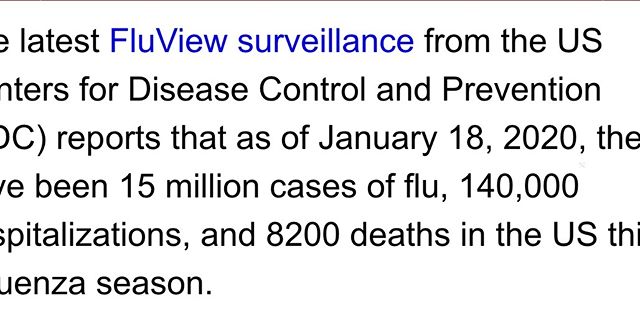 e latest FluView surveillance from the US
nters for Disease Control and Prevention
DC) reports that as of January 18, 2020, the
ve been 15 million cases of flu, 140,000
spitalizations, and 8200 deaths in the US thi
uenza season.